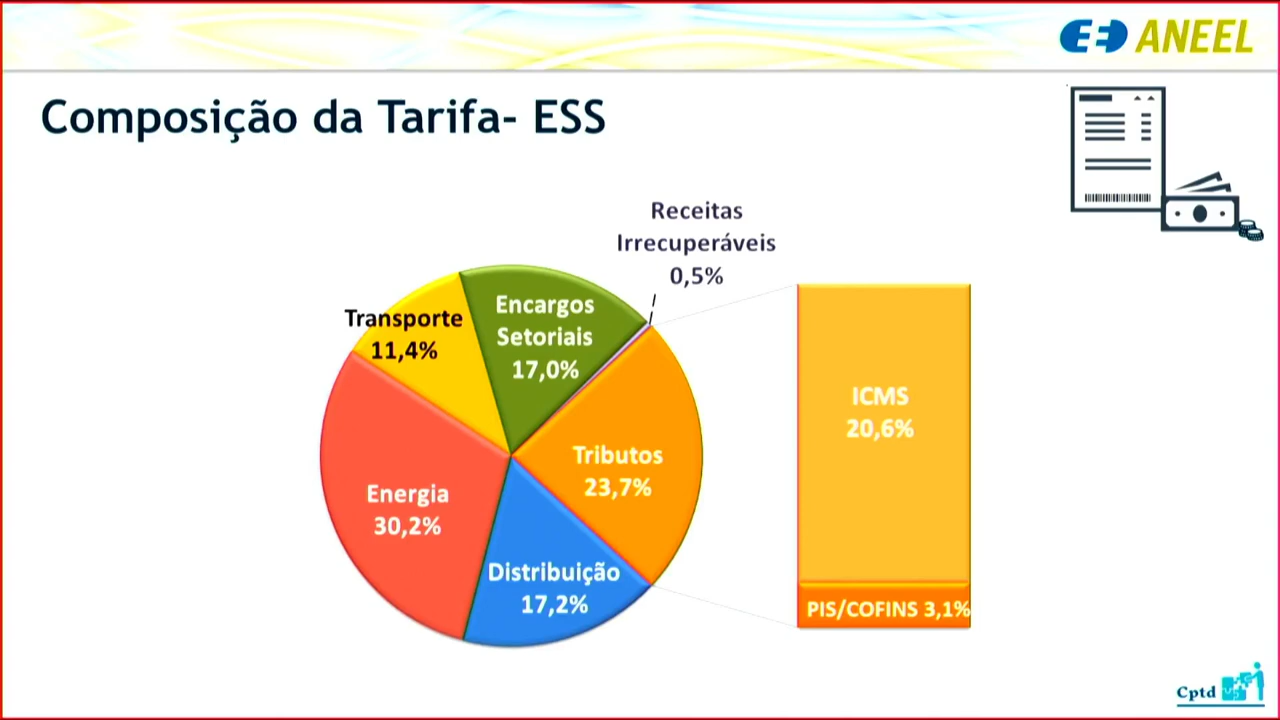 ANEEL
Composição da Tarifa- ESS
Receitas
Irrecuperáveis
0,5%
Transporte
11,4%
Encargos
Setoriais
17,0%
Tributos
23,7%
Energia
30,2%
Distribuição
17,2%
ICMS
20,6%
PIS/COFINS 3,1%
Cptd